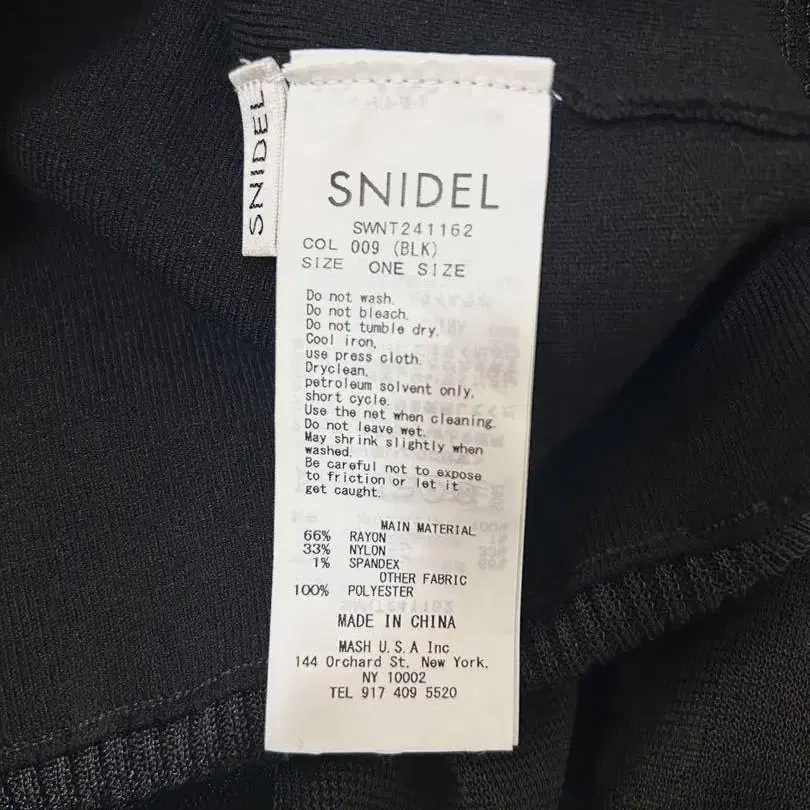 SNIDEL
SNIDEL
SWNT241162
COL 009 (BLK)
SIZE ONE SIZE
Do not wash.
Do not bleach.
Do not tumble dry.
Cool iron,
use press cloth.
Dryclean,
petroleum solvent only,
short cycle.
Use the net when cleaning.
Do not leave wet.
May shrink slightly when
washed.
Be careful not to expose
to friction or let it
get caught.
MAIN MATERIAL
66% RAYON
33% NYLON
1% SPANDEX
OTHER FABRIC
100% POLYESTER
MADE IN CHINA
MASH U.S.A Inc
144 Orchard St, New York,
NY 10002
TEL 917 409 5520